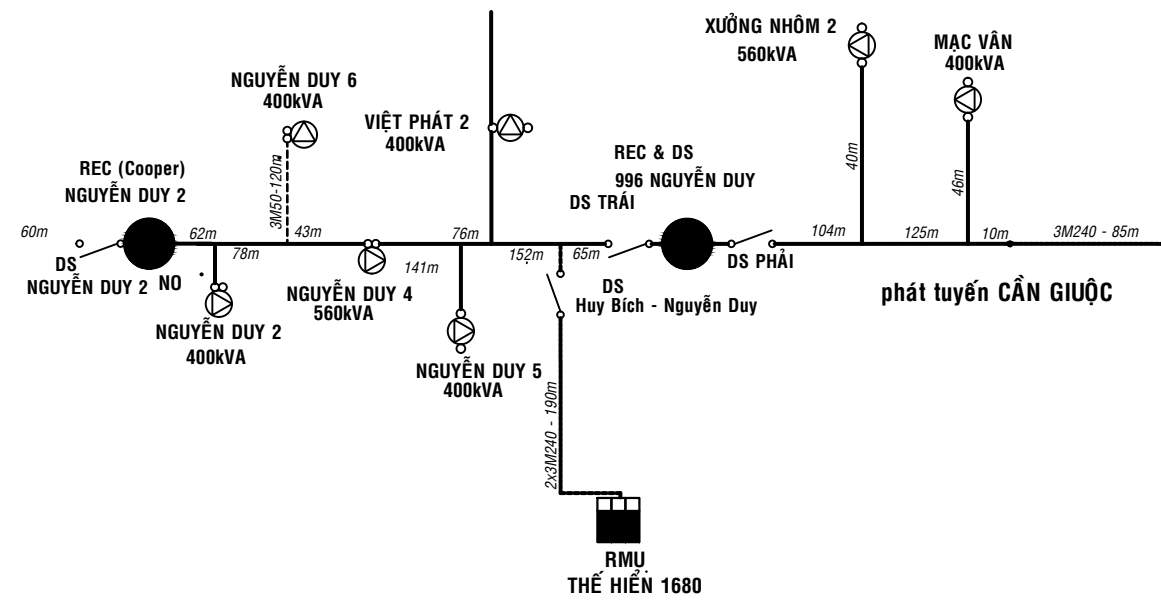 XƯỞNG NHÔM 2
560kVA
MẠC VÂN
400kVA
NGUYỄN DUY 6
400kVA
VIỆT PHÁT 2
400kVA
REC (Cooper)
NGUYỄN DUY 2
3M50-120m
REC & DS
996 NGUYỄN DUY
DS TRÁI
40m
46m
60m
62m
78m
43m
141m
76m
152m
65m
104m
125m
10m
3M240 - 85m
DS
NGUYỄN DUY 2
NO
NGUYỄN DUY 2
400kVA
NGUYỄN DUY 4
560kVA
NGUYỄN DUY 5
400kVA
DS
Huy Bích - Nguyễn Duy
DS PHẢI
phát tuyến CẦN GIUỘC
2x3M240 - 190m
RMU
THẾ HIỂN 1680